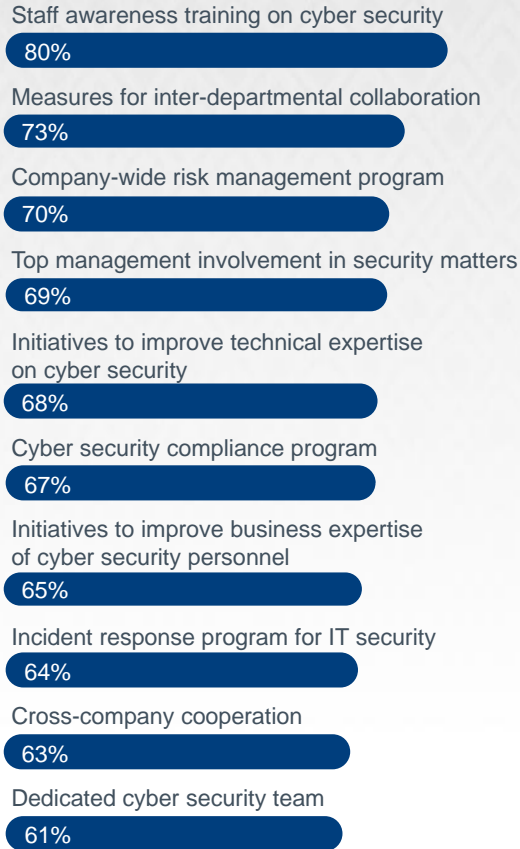 Staff awareness training on cyber security
80%
Measures for inter-departmental collaboration
73%
Company-wide risk management program
70%
Top management involvement in security matters
69%
Initiatives to improve technical expertise
on cyber security
68%
Cyber security compliance program
67%
Initiatives to improve business expertise
of cyber security personnel
65%
Incident response program for IT security
64%
Cross-company cooperation
63%
Dedicated cyber security team
61%